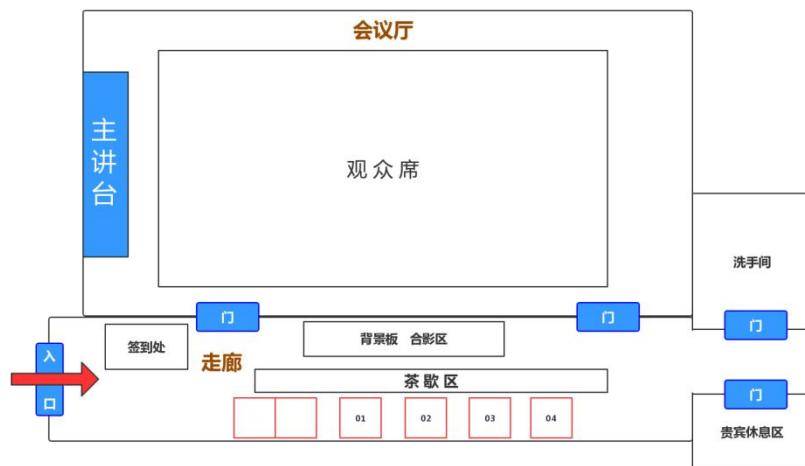 会议厅
主讲台
观众席
洗手间
门
门
门
背景板 合影区
签到处
入口
走廊
茶歇区
门
01
02
03
04
贵宾休息区